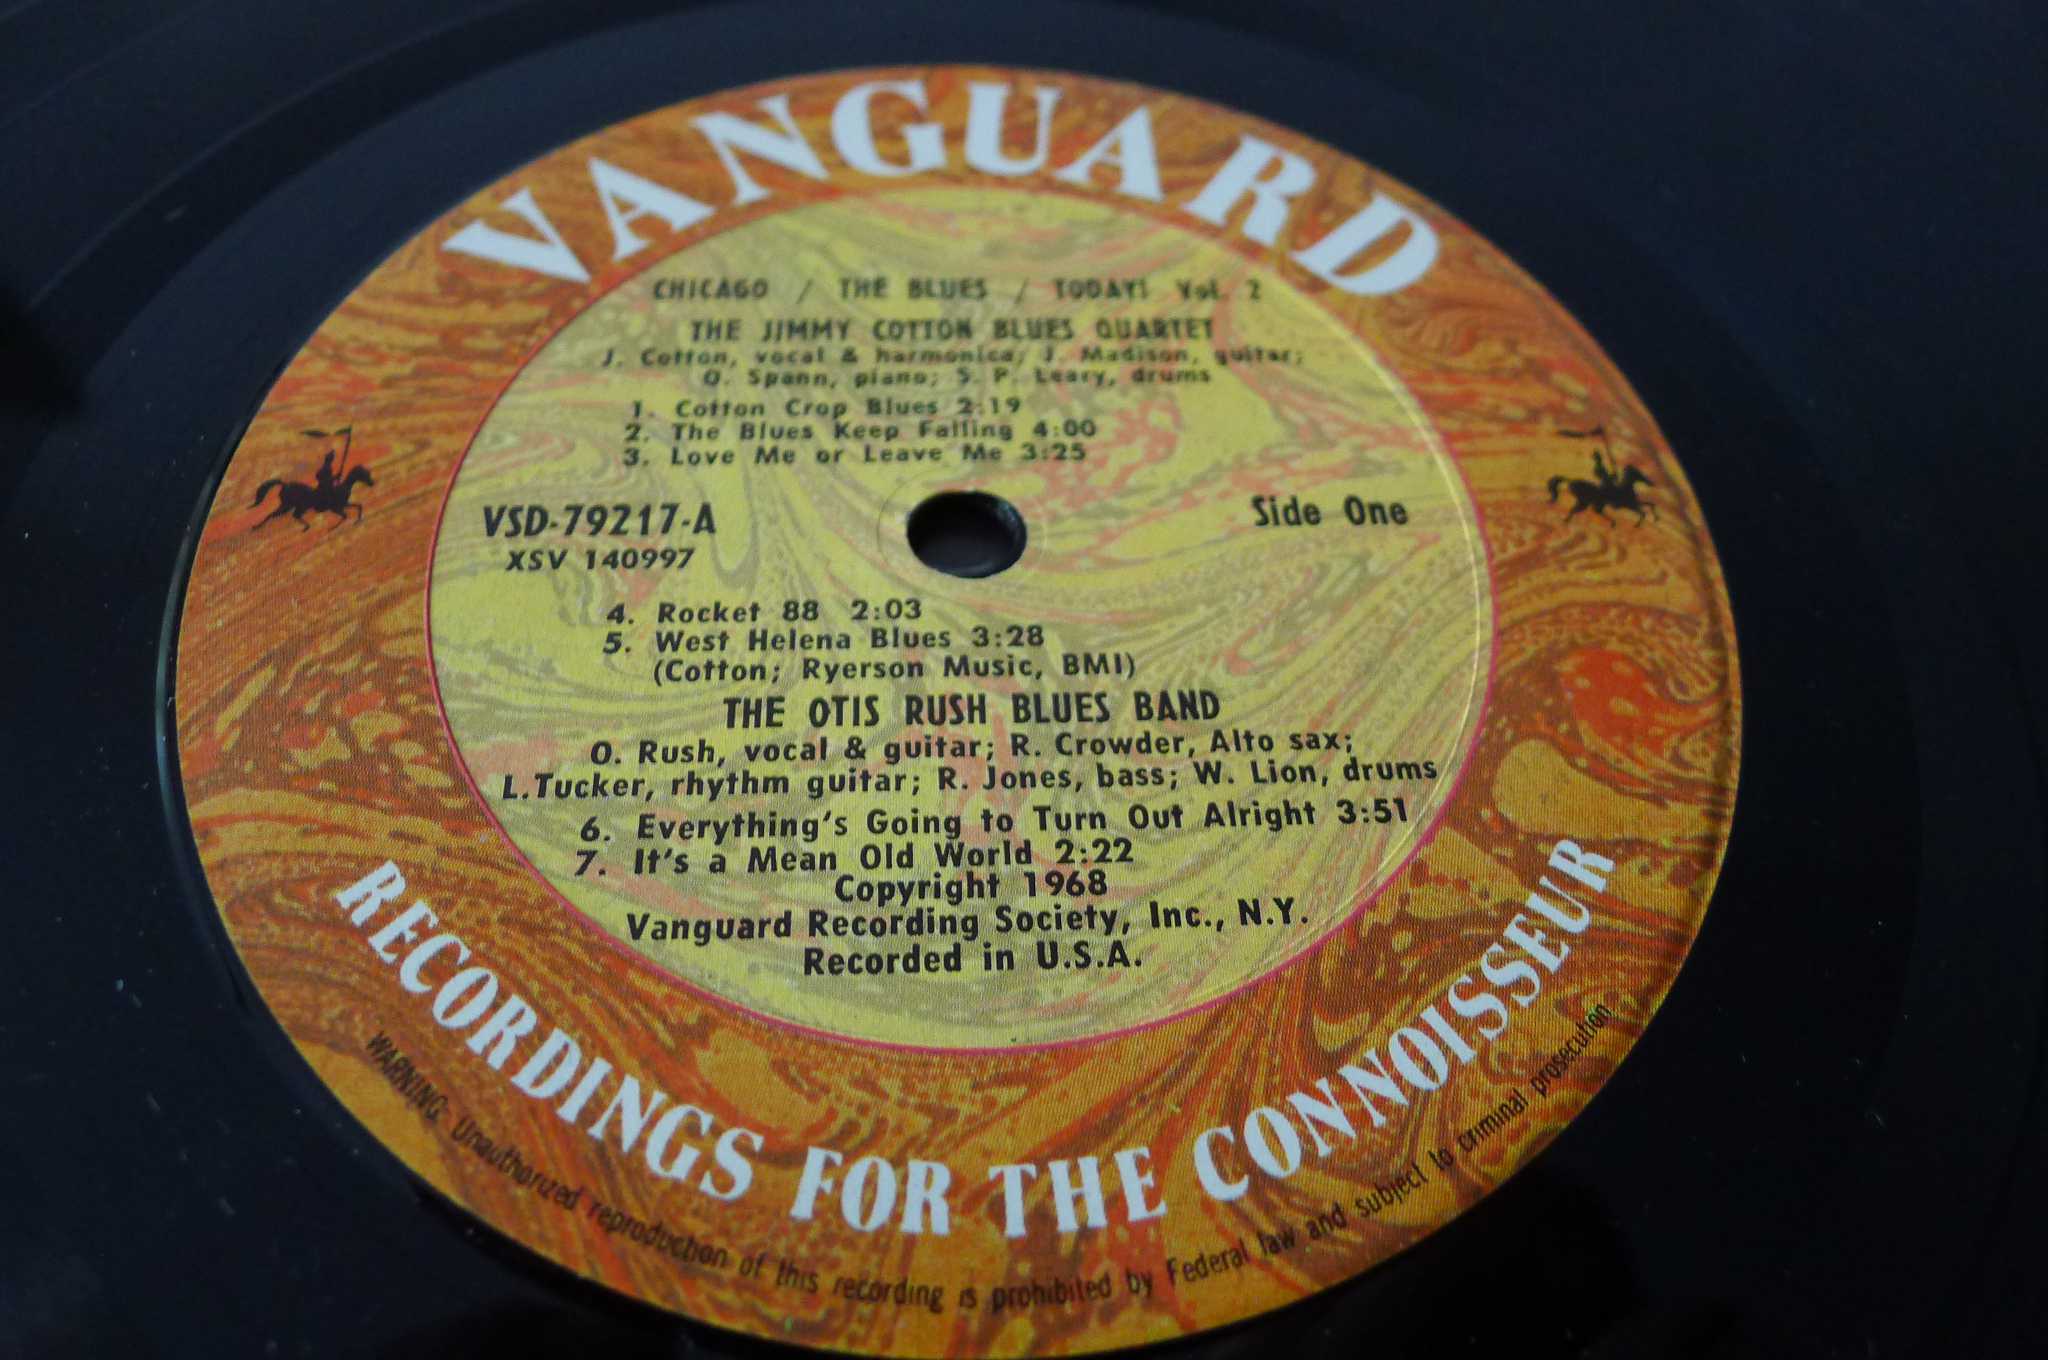 VANGUARD
CHICAGO / THE BLUES / TODAY! Vol. 2
THE JIMMY COTTON BLUES QUARTET
J. Cotton, vocal & harmonica; J. Madison, guitar;
O. Spann, piano; S. P. Leary, drums
1. Cotton Crop Blues 2:19
2. The Blues Keep Falling 4:00
3. Love Me or Leave Me 3:25
VSD-79217-A
Side One
XSV 140997
4. Rocket 88 2:03
5. West Helena Blues 3:28
(Cotton; Ryerson Music, BMI)
THE OTIS RUSH BLUES BAND
O. Rush, vocal & guitar; R. Crowder, Alto sax;
L.Tucker, rhythm guitar; R. Jones, bass; W. Lion, drums
6. Everything's Going to Turn Out Alright 3:51
7. It's a Mean Old World 2:22
Copyright 1968
Vanguard Recording Society, Inc., N.Y.
Recorded in U.S.A.
RECORDINGS FOR THE CONNOISSEUR
WARNING: Unauthorized reproduction of this recording is prohibited by Federal law and subject to criminal prosecution